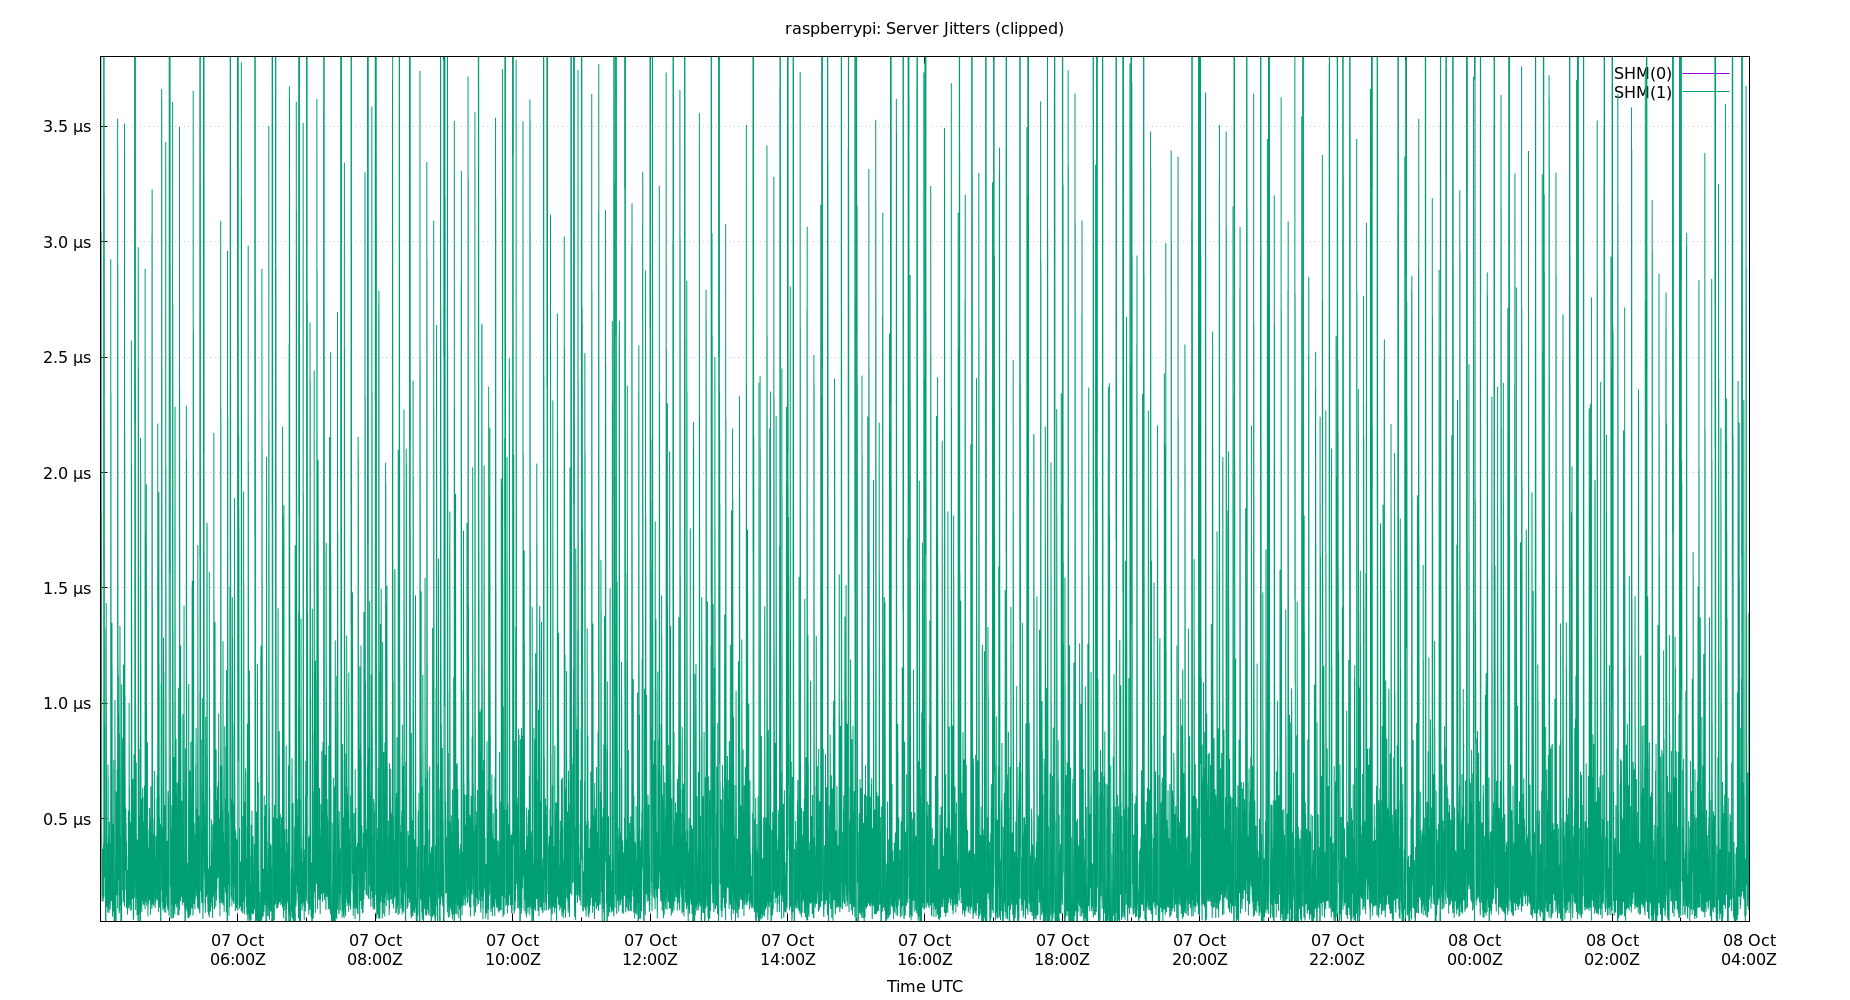 raspberrypi: Server Jitters (clipped)
SHM(0)
SHM(1)
3.5 µs
3.0 µs
2.5 µs
2.0 µs
1.5 µs
1.0 µs
0.5 µs
07 Oct 07 Oct 07 Oct 07 Oct 07 Oct 07 Oct 07 Oct 07 Oct 07 Oct 08 Oct 08 Oct 08 Oct
06:00Z 08:00Z 10:00Z 12:00Z 14:00Z 16:00Z 18:00Z 20:00Z 22:00Z 00:00Z 02:00Z 04:00Z
Time UTC